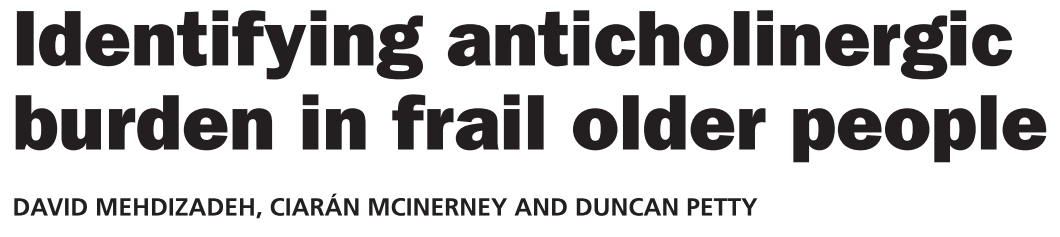 Identifying anticholinergic
burden in frail older people
DAVID MEHDIZADEH, CIARÁN MCINERNEY AND DUNCAN PETTY